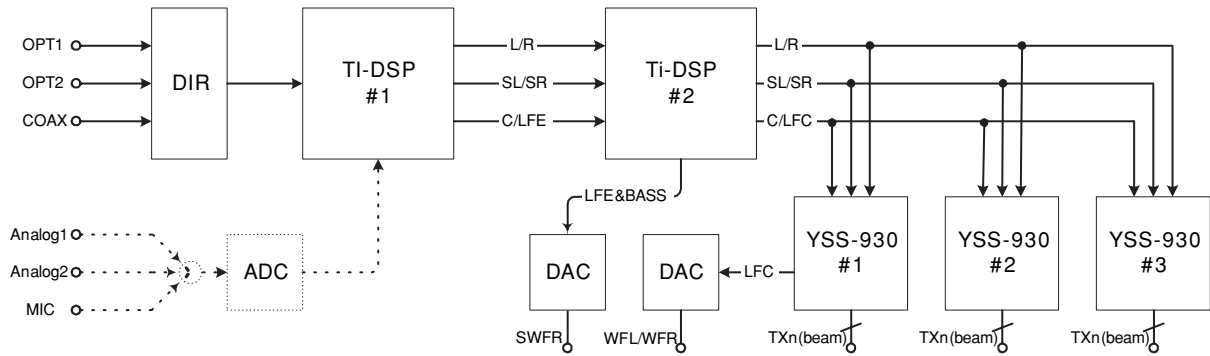 OPT1
OPT2
COAX
DIR
TI-DSP
#1
L/R
SL/SR
C/LFE
Ti-DSP
#2
L/R
SL/SR
C/LFC
LFE&BASS
Analog1
Analog2
MIC
ADC
DAC
DAC
LFC
YSS-930
#1
YSS-930
#2
YSS-930
#3
SWFR
WFL/WFR
TXn(beam)
TXn(beam)
TXn(beam)